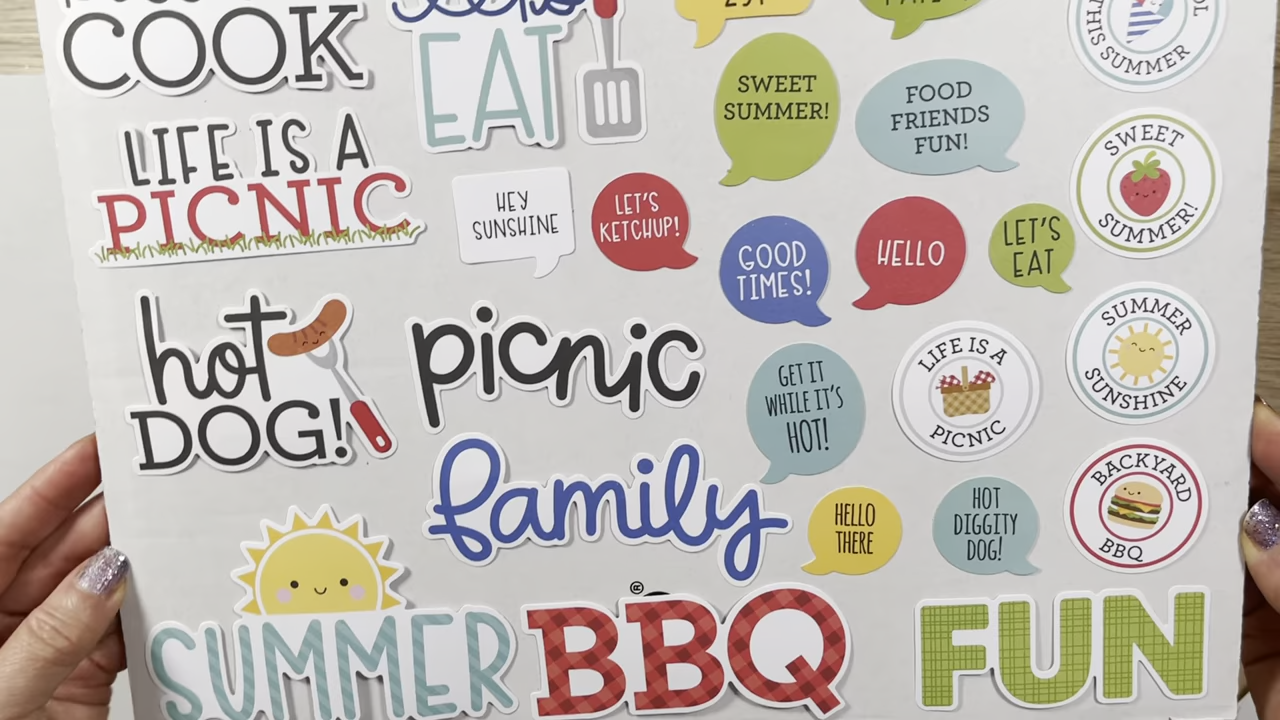 COOK
EAT
SWEET
SUMMER!
FOOD
FRIENDS
FUN!
THIS SUMMER
LIFE IS A
PICNIC
HEY
SUNSHINE
LET'S
KETCHUP!
GOOD
TIMES!
HELLO
LET'S
EAT
SWEET
SUMMER!
hot
DOG!
picnic
GET IT
WHILE IT'S
HOT!
LIFE IS A
PICNIC
SUMMER
SUNSHINE
family
HELLO
THERE
HOT
DIGGITY
DOG!
BACKYARD
BBQ
SUMMER
BBQ
FUN
®